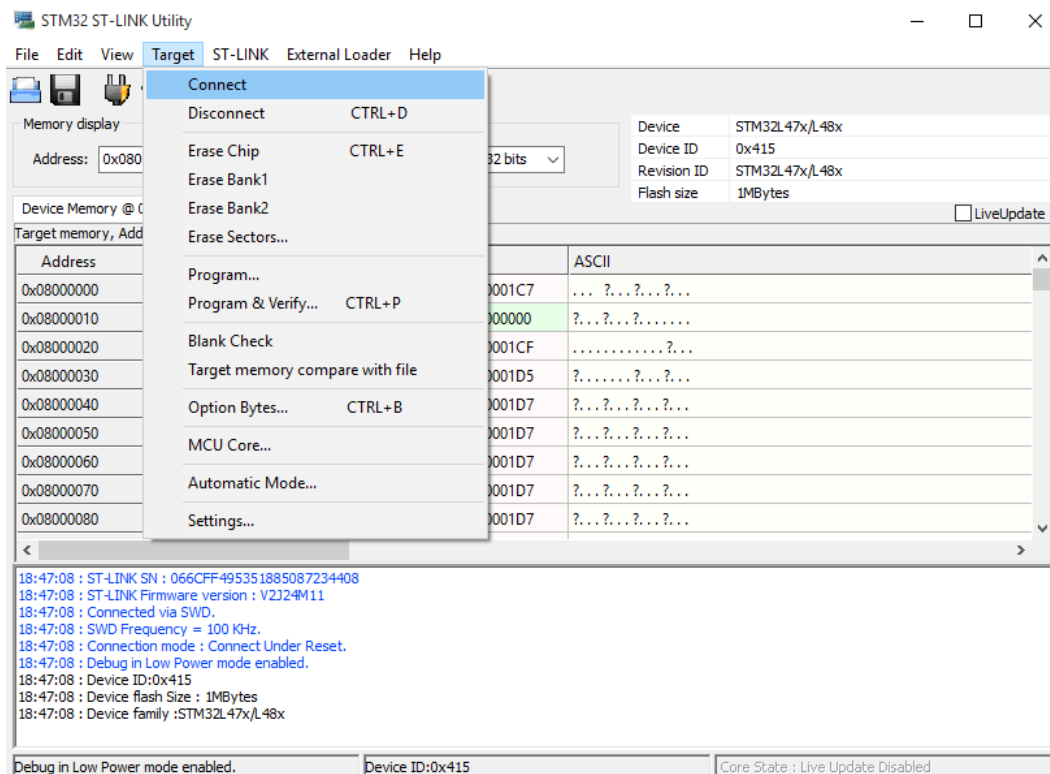 STM32 ST-LINK Utility
File Edit View Target ST-LINK External Loader Help
Connect
Disconnect CTRL+D
Erase Chip CTRL+E
Erase Bank1
Erase Bank2
Erase Sectors...
Program...
Program & Verify... CTRL+P
Blank Check
Target memory compare with file
Option Bytes... CTRL+B
MCU Core...
Automatic Mode...
Settings...
Memory display
Address: 0x080 32 bits
Device STM32L47x/L48x
Device ID 0x415
Revision ID STM32L47x/L48x
Flash size 1MBytes
LiveUpdate
Device Memory @
Target memory, Add
Address ASCII
0x08000000 0001C7 ... ?...?...?...
0x08000010 000000 ?...?...?.......
0x08000020 0001CF ............?...
0x08000030 0001D5 ?.......?...?...
0x08000040 0001D7 ?...?...?...?...
0x08000050 0001D7 ?...?...?...?...
0x08000060 0001D7 ?...?...?...?...
0x08000070 0001D7 ?...?...?...?...
0x08000080 0001D7 ?...?...?...?...
18:47:08 : ST-LINK SN : 066CFF495351885087234408
18:47:08 : ST-LINK Firmware version : V2J24M11
18:47:08 : Connected via SWD.
18:47:08 : SWD Frequency = 100 KHz.
18:47:08 : Connection mode : Connect Under Reset.
18:47:08 : Debug in Low Power mode enabled.
18:47:08 : Device ID:0x415
18:47:08 : Device flash Size : 1MBytes
18:47:08 : Device family :STM32L47x/L48x
Debug in Low Power mode enabled. Device ID:0x415 Core State : Live Update Disabled